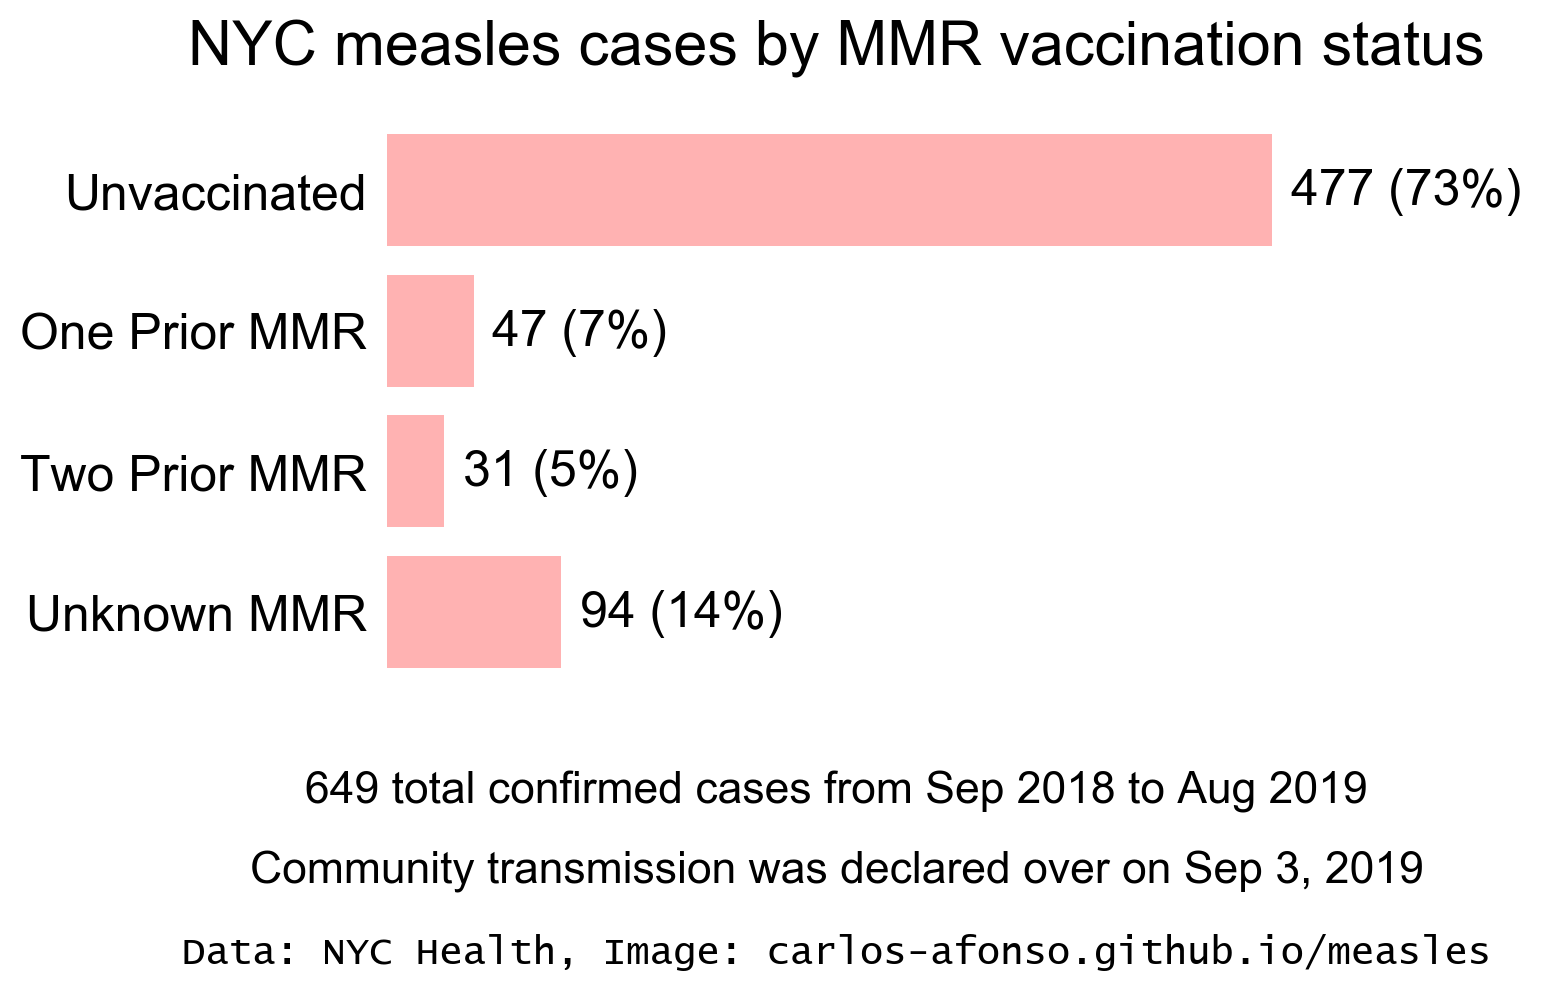 NYC measles cases by MMR vaccination status
Unvaccinated 477 (73%)
One Prior MMR 47 (7%)
Two Prior MMR 31 (5%)
Unknown MMR 94 (14%)
649 total confirmed cases from Sep 2018 to Aug 2019
Community transmission was declared over on Sep 3, 2019
Data: NYC Health, Image: carlos-afonso.github.io/measles